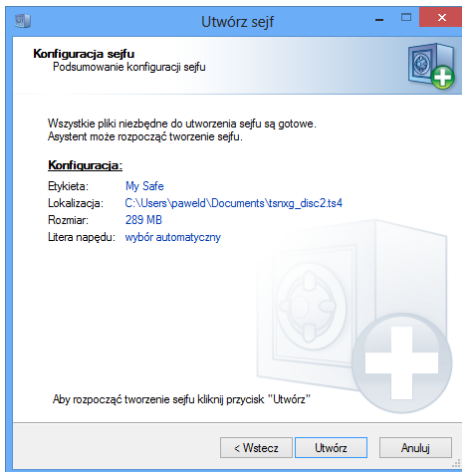 Utwórz sejf
Konfiguracja sejfu
Podsumowanie konfiguracji sejfu
Wszystkie pliki niezbędne do utworzenia sejfu są gotowe.
Asystent może rozpocząć tworzenie sejfu.
Konfiguracja:
Etykieta: My Safe
Lokalizacja: C:\Users\paweld\Documents\tsnxg_disc2.ts4
Rozmiar: 289 MB
Litera napędu: wybór automatyczny
Aby rozpocząć tworzenie sejfu kliknij przycisk "Utwórz"
< Wstecz Utwórz Anuluj